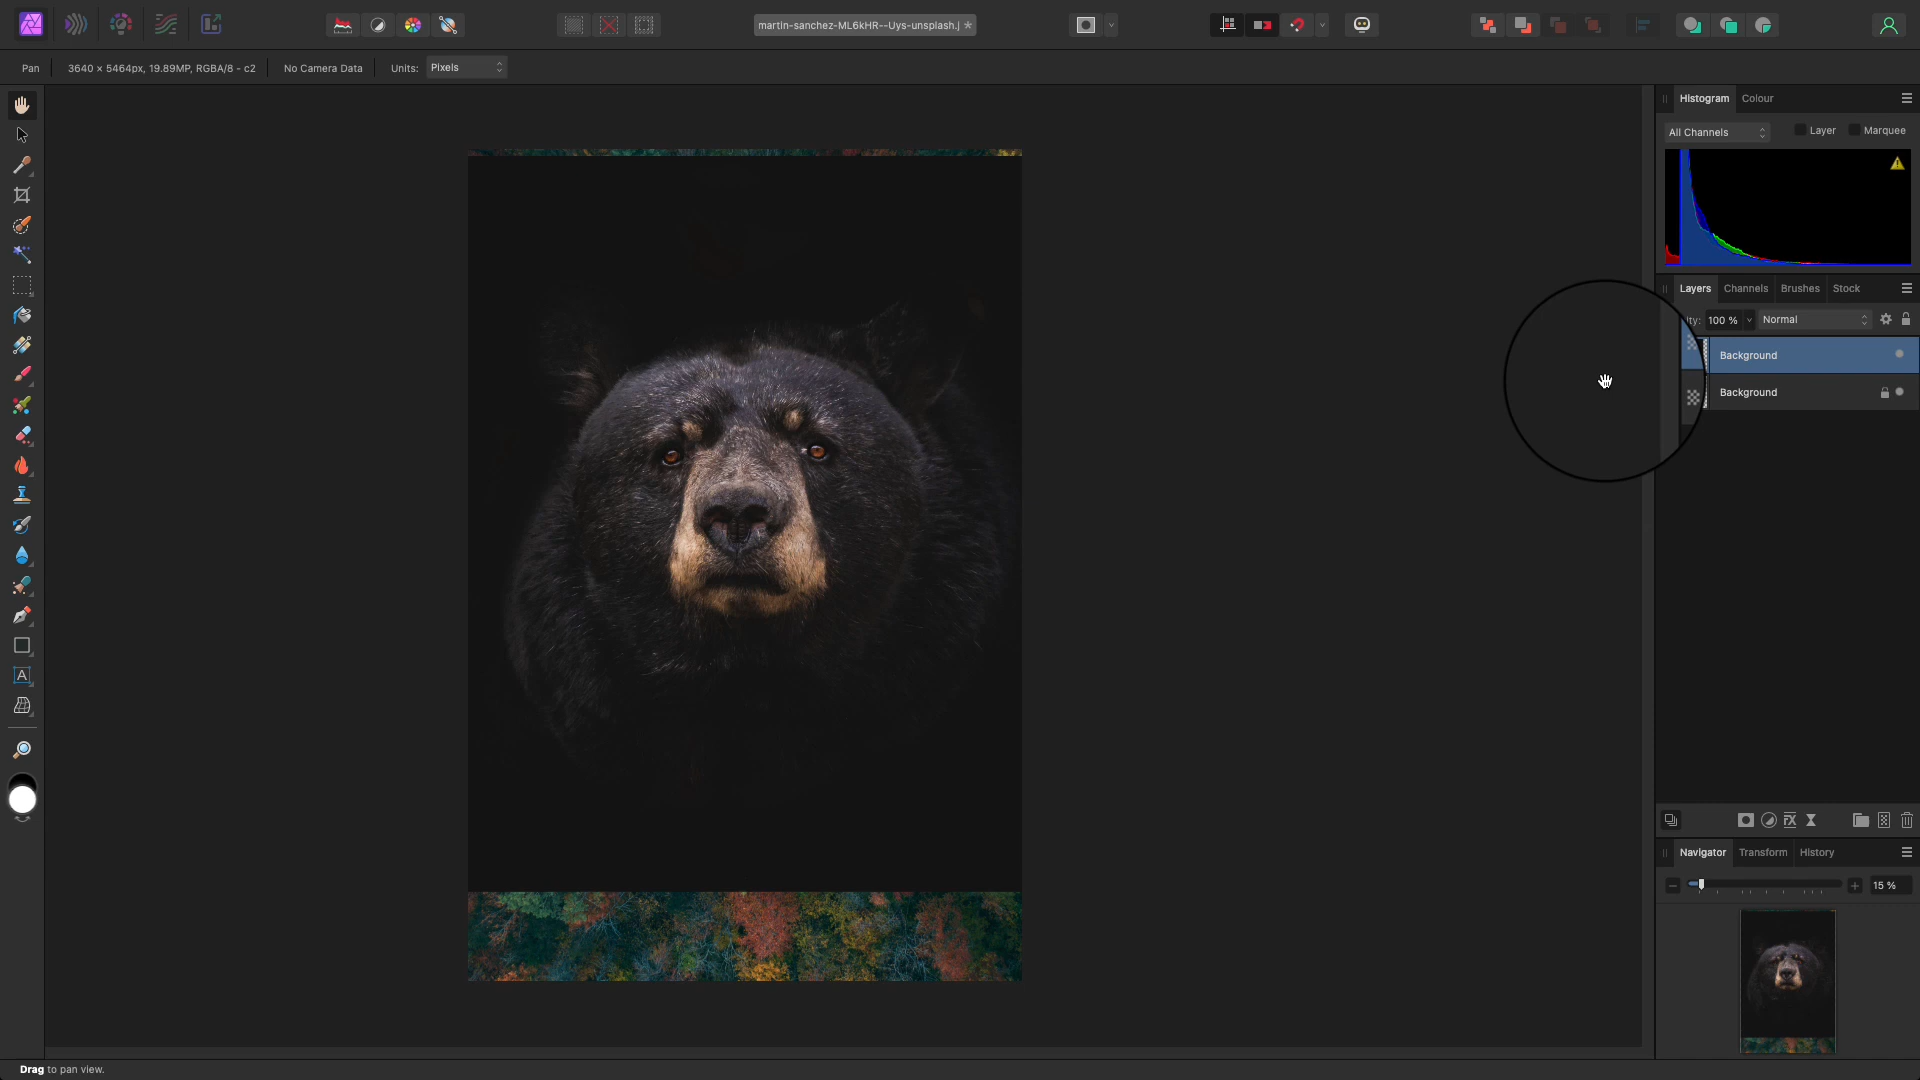 martin-sanchez-ML6kHR--Uys-unsplash.j *
Pan
3640 × 5464px, 19.89MP, RGBA/8 - c2
No Camera Data
Units: Pixels
Histogram
Colour
All Channels
Layer
Marquee
Layers
Channels
Brushes
Stock
100 %
Normal
Background
Background
Navigator
Transform
History
15 %
Drag to pan view.